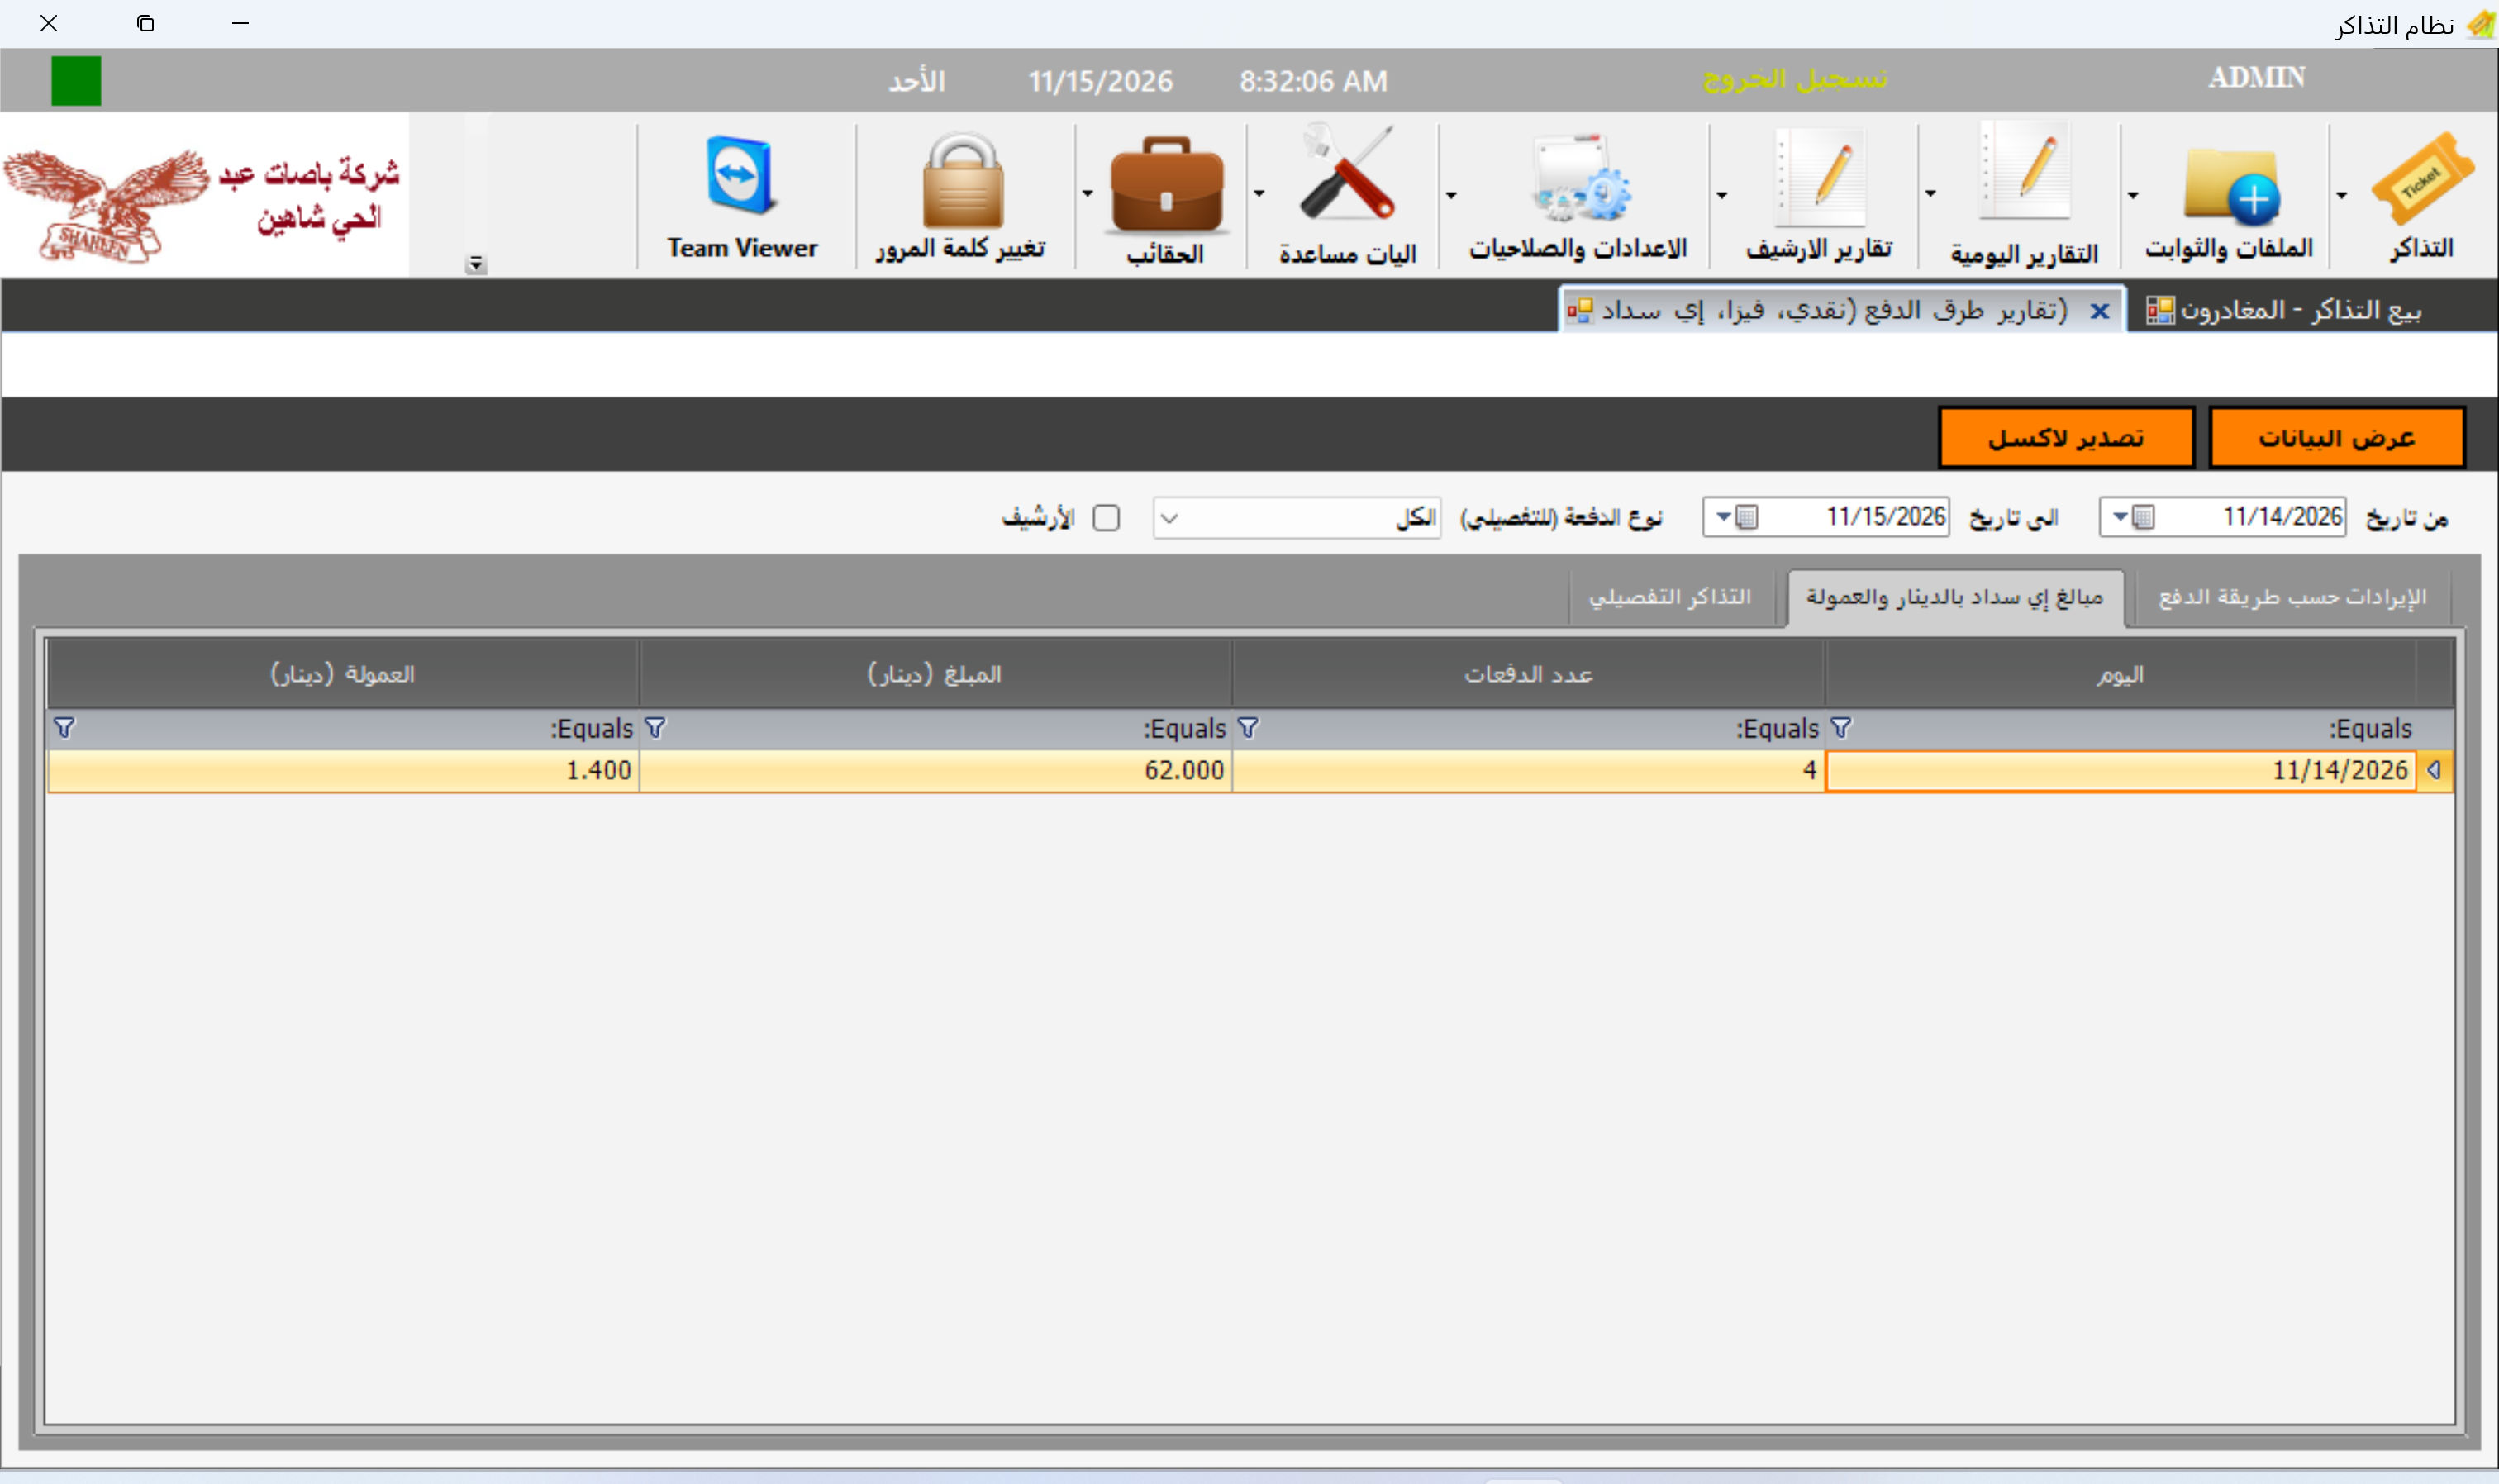 نظام التذاكر
ADMIN تسجيل الخروج 8:32:06 AM 11/15/2026 الأحد
التذاكر الملفات والثوابت التقارير اليومية تقارير الارشيف الاعدادات والصلاحيات اليات مساعدة الحقائب تغيير كلمة المرور Team Viewer
Ticket
شركة باصات عبد
الحي شاهين
SHAHEEN
بيع التذاكر - المغادرون (تقارير طرق الدفع (نقدي، فيزا، إي سداد
عرض البيانات تصدير لاكسل
من تاريخ 11/14/2026 الى تاريخ 11/15/2026 نوع الدفعة (للتفصيلي) الكل الأرشيف
الإيرادات حسب طريقة الدفع مبالغ إي سداد بالدينار والعمولة التذاكر التفصيلي
اليوم عدد الدفعات المبلغ (دينار) العمولة (دينار)
Equals: Equals: Equals: Equals:
11/14/2026 4 62.000 1.400